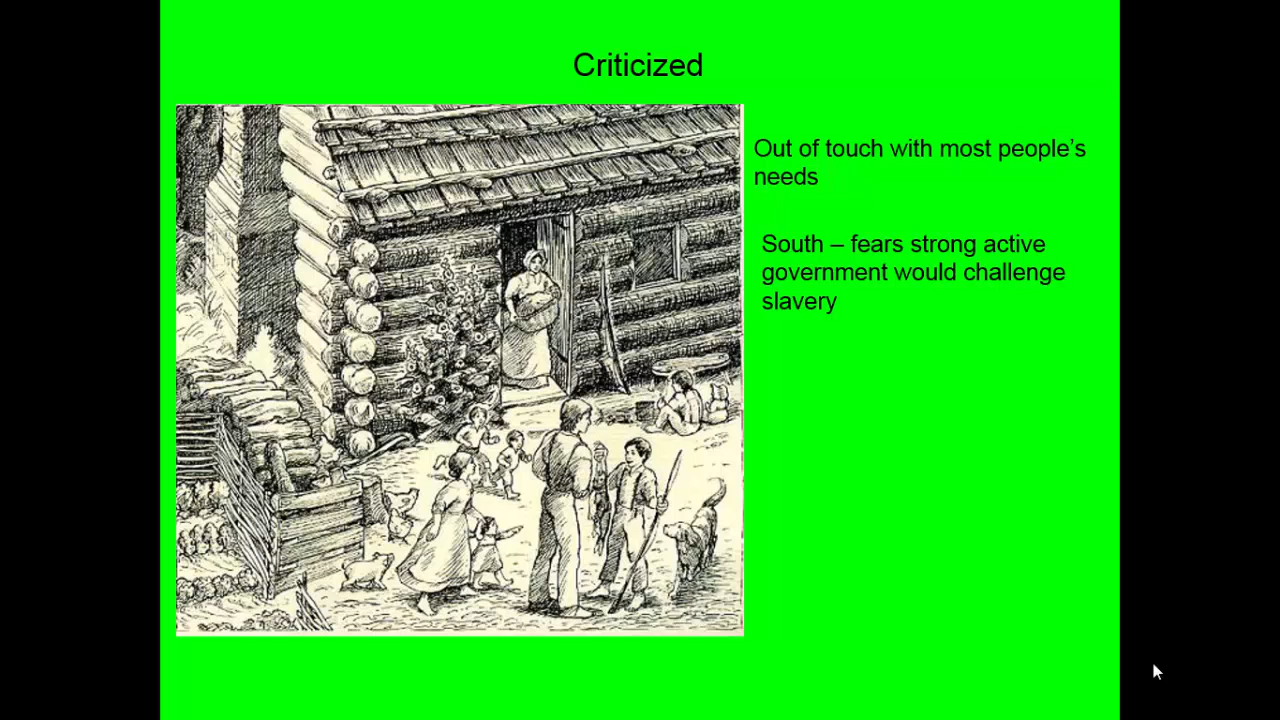 Criticized
Out of touch with most people’s
needs
South – fears strong active
government would challenge
slavery